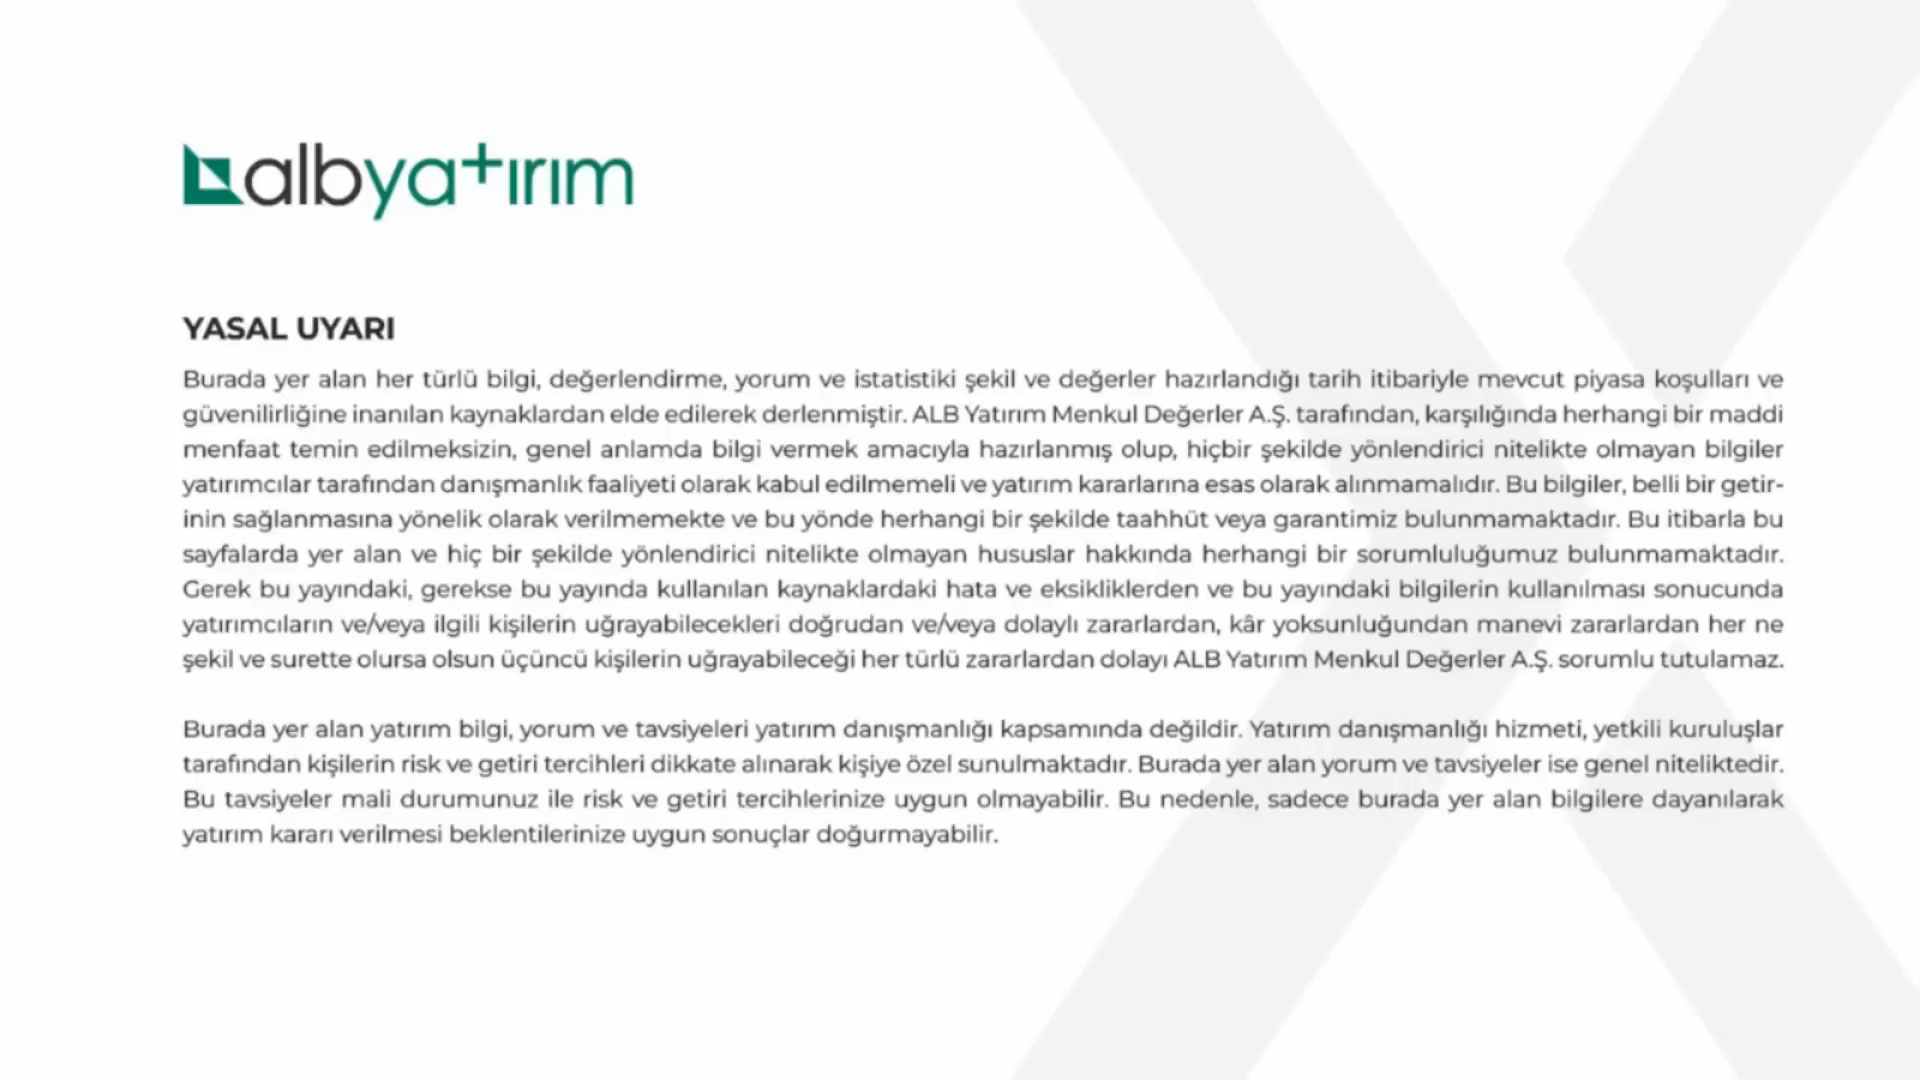 albyatırım
YASAL UYARI
Burada yer alan her türlü bilgi, değerlendirme, yorum ve istatistiki şekil ve değerler hazırlandığı tarih itibariyle mevcut piyasa koşulları ve
güvenilirliğine inanılan kaynaklardan elde edilerek derlenmiştir. ALB Yatırım Menkul Değerler A.Ş. tarafından, karşılığında herhangi bir maddi
menfaat temin edilmeksizin, genel anlamda bilgi vermek amacıyla hazırlanmış olup, hiçbir şekilde yönlendirici nitelikte olmayan bilgiler
yatırımcılar tarafından danışmanlık faaliyeti olarak kabul edilmemeli ve yatırım kararlarına esas olarak alınmamalıdır. Bu bilgiler, belli bir getir-
inin sağlanmasına yönelik olarak verilmemekte ve bu yönde herhangi bir şekilde taahhüt veya garantimiz bulunmamaktadır. Bu itibarla bu
sayfalarda yer alan ve hiç bir şekilde yönlendirici nitelikte olmayan hususlar hakkında herhangi bir sorumluluğumuz bulunmamaktadır.
Gerek bu yayındaki, gerekse bu yayında kullanılan kaynaklardaki hata ve eksikliklerden ve bu yayındaki bilgilerin kullanılması sonucunda
yatırımcıların ve/veya ilgili kişilerin uğrayabilecekleri doğrudan ve/veya dolaylı zararlardan, kâr yoksunluğundan manevi zararlardan her ne
şekil ve surette olursa olsun üçüncü kişilerin uğrayabileceği her türlü zararlardan dolayı ALB Yatırım Menkul Değerler A.Ş. sorumlu tutulamaz.
Burada yer alan yatırım bilgi, yorum ve tavsiyeleri yatırım danışmanlığı kapsamında değildir. Yatırım danışmanlığı hizmeti, yetkili kuruluşlar
tarafından kişilerin risk ve getiri tercihleri dikkate alınarak kişiye özel sunulmaktadır. Burada yer alan yorum ve tavsiyeler ise genel niteliktedir.
Bu tavsiyeler mali durumunuz ile risk ve getiri tercihlerinize uygun olmayabilir. Bu nedenle, sadece burada yer alan bilgilere dayanılarak
yatırım kararı verilmesi beklentilerinize uygun sonuçlar doğurmayabilir.